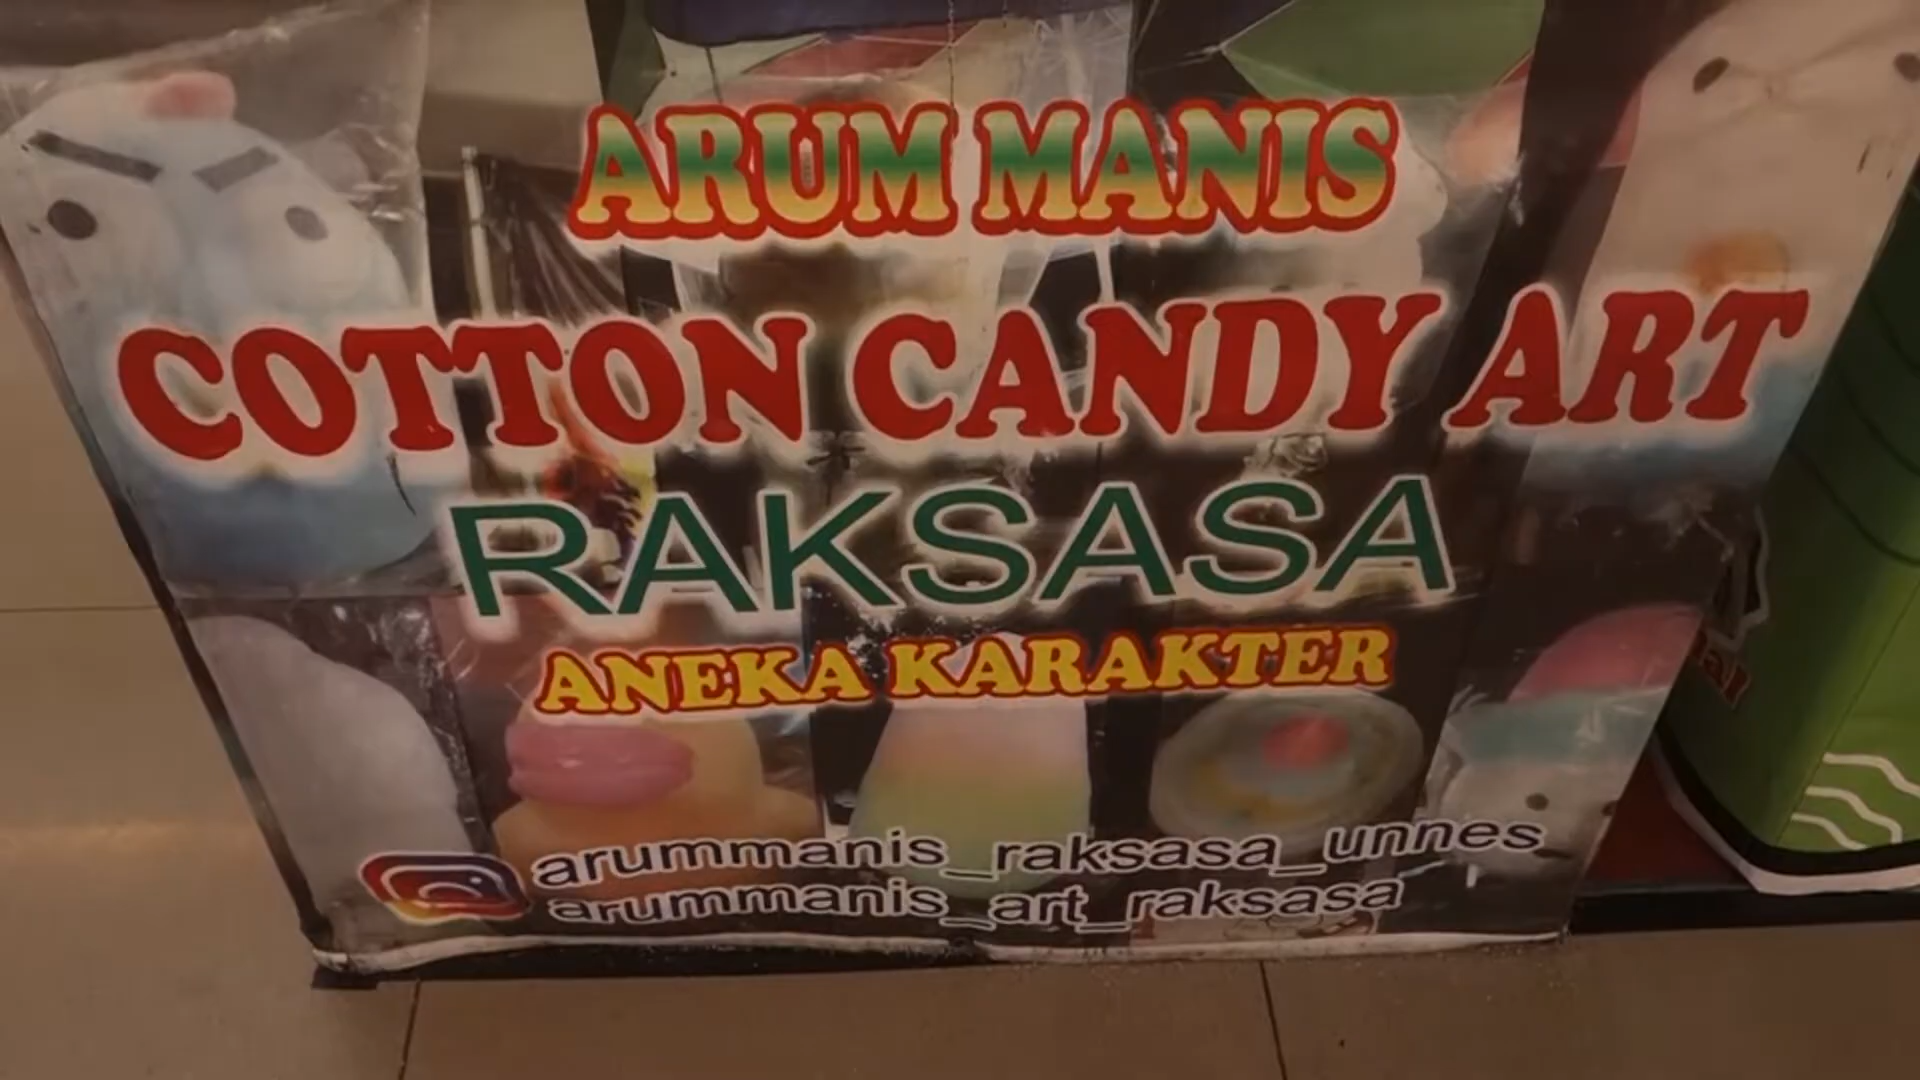 ARUM MANIS
COTTON CANDY ART
RAKSASA
ANEKA KARAKTER
arummanis_raksasa_unnes
arummanis_art_raksasa